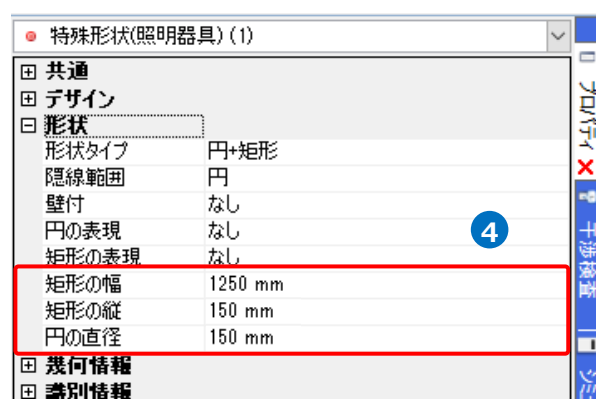 特殊形状(照明器具) (1)
共通
デザイン
形状
形状タイプ 円+矩形
隠線範囲 円
壁付 なし
円の表現 なし
矩形の表現 なし
矩形の幅 1250 mm
矩形の縦 150 mm
円の直径 150 mm
幾何情報
識別情報
4
プロパティ
干渉検査